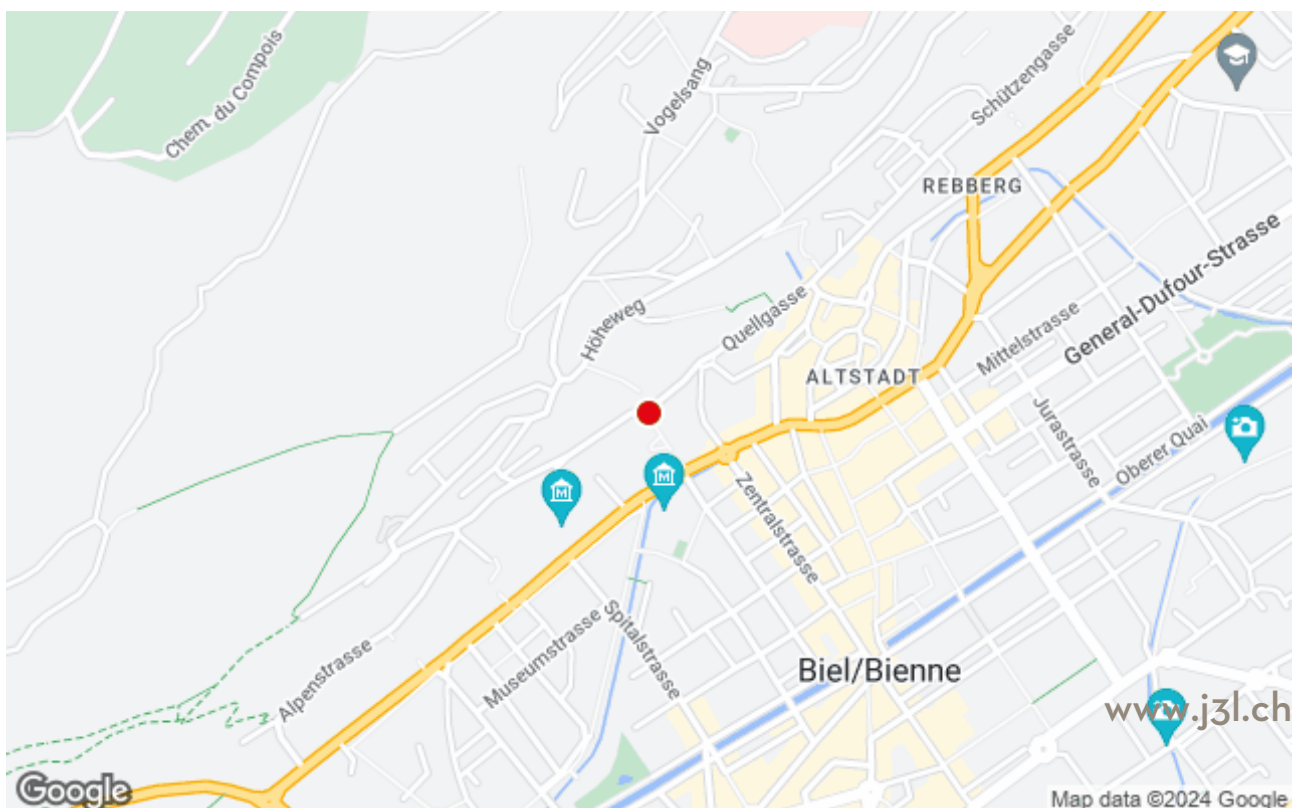 Chem. du Compois
Vogelsang
Schützengasse
REBBERG
General-Dufour-Strasse
Höheweg
Quellgasse
Mittelstrasse
ALTSTADT
Jurastrasse
Oberer Quai
Zentralstrasse
Museumstrasse
Spitalstrasse
Alpenstrasse
Biel/Bienne
www.j3l.ch
Google
Map data ©2024 Google